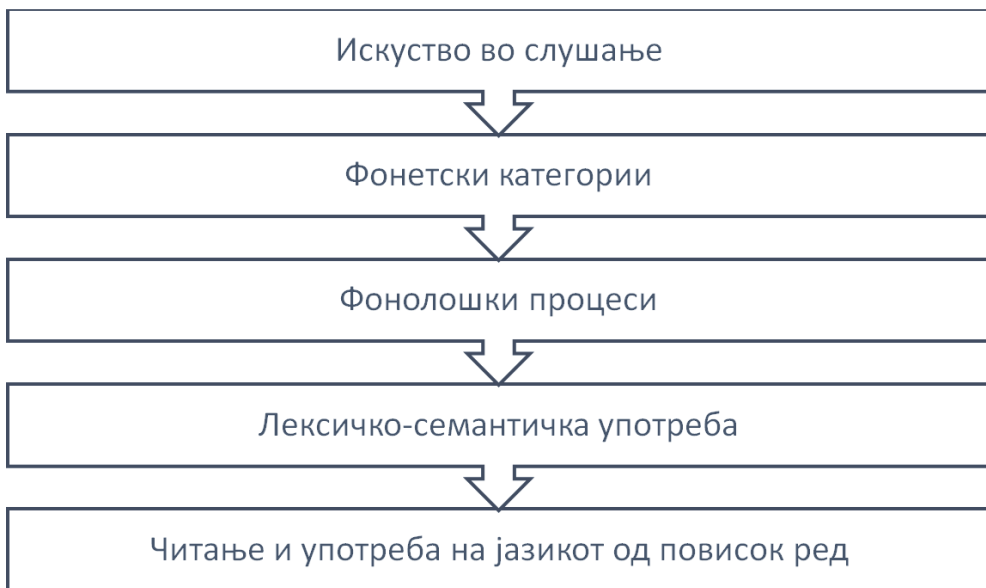 Искуство во слушање
Фонетски категории
Фонолошки процеси
Лексичко-семантичка употреба
Читање и употреба на јазикот од повисок ред